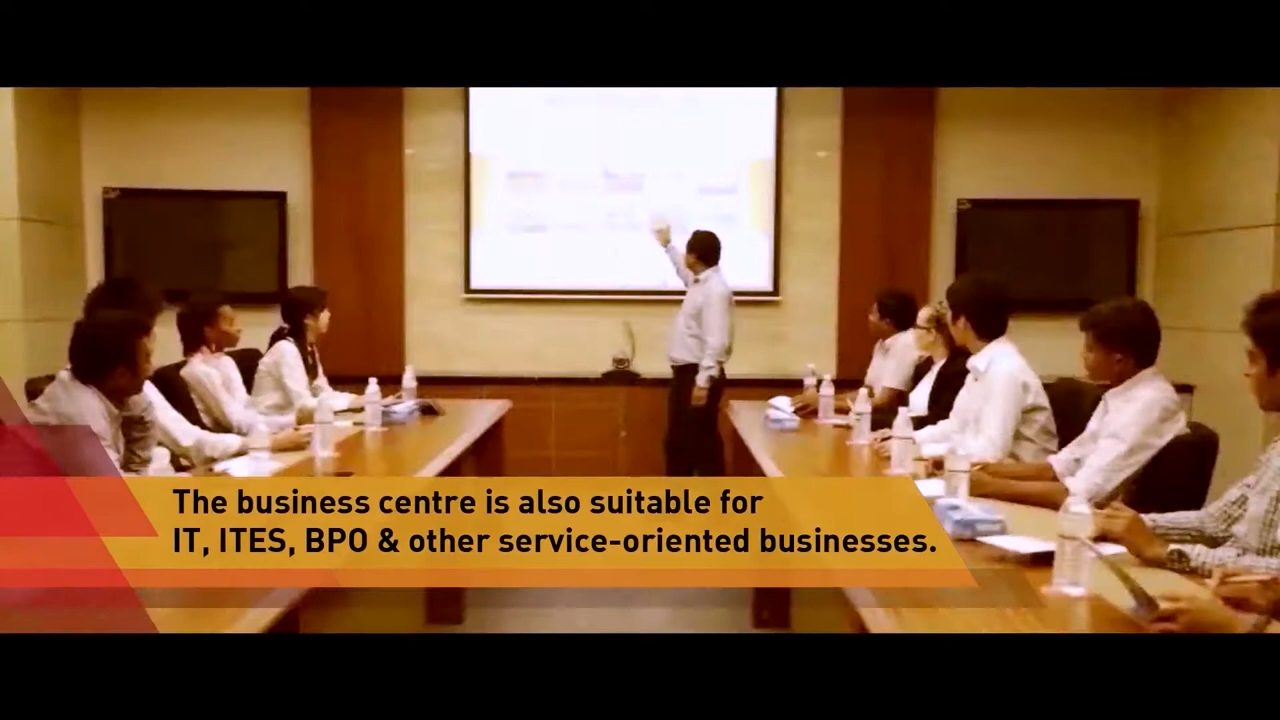 The business centre is also suitable for
IT, ITES, BPO & other service-oriented businesses.